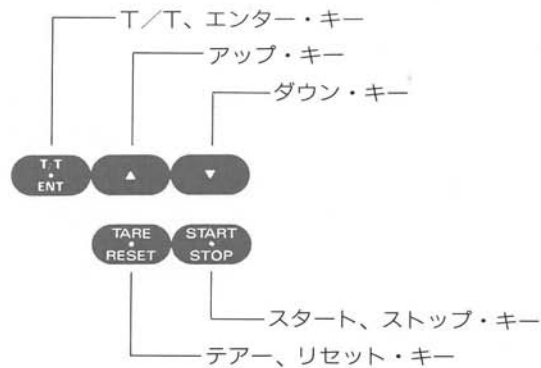 T／T、エンター・キー
アップ・キー
ダウン・キー
T/T
•
ENT
▲
▼
TARE
•
RESET
START
•
STOP
スタート、ストップ・キー
テアー、リセット・キー